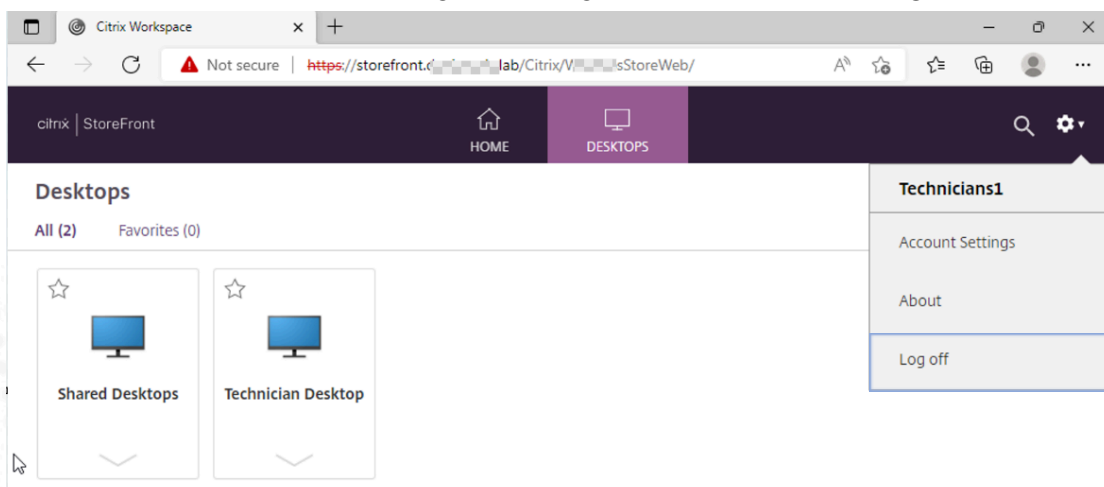 Citrix Workspace
Not secure | https://storefront. lab/Citrix/ sStoreWeb/
citrix | StoreFront
HOME
DESKTOPS
Desktops
All (2) Favorites (0)
Technicians1
Account Settings
About
Log off
Shared Desktops
Technician Desktop